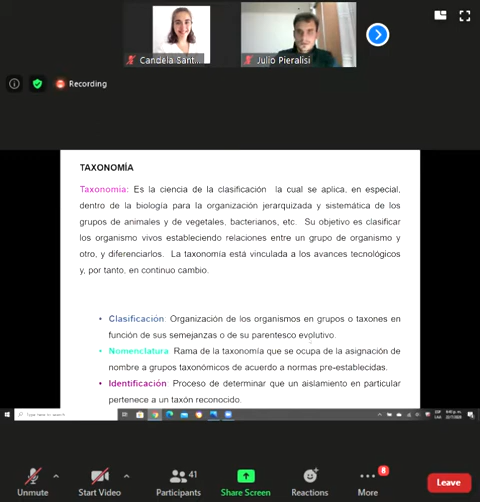 Candela Sant...
Julio Pieralisi
Recording
TAXONOMÍA
Taxonomía: Es la ciencia de la clasificación la cual se aplica, en especial,
dentro de la biología para la organización jerarquizada y sistemática de los
grupos de animales y de vegetales, bacterianos, etc. Su objetivo es clasificar
los organismo vivos estableciendo relaciones entre un grupo de organismo y
otro, y diferenciarlos. La taxonomía está vinculada a los avances tecnológicos
y, por tanto, en continuo cambio.
• Clasificación: Organización de los organismos en grupos o taxones en
función de sus semejanzas o de su parentesco evolutivo.
• Nomenclatura: Rama de la taxonomía que se ocupa de la asignación de
nombre a grupos taxonómicos de acuerdo a normas pre-establecidas.
• Identificación: Proceso de determinar que un aislamiento en particular
pertenece a un taxón reconocido.
Type here to search
Unmute
Start Video
41
Participants
Share Screen
Reactions
8
More
Leave